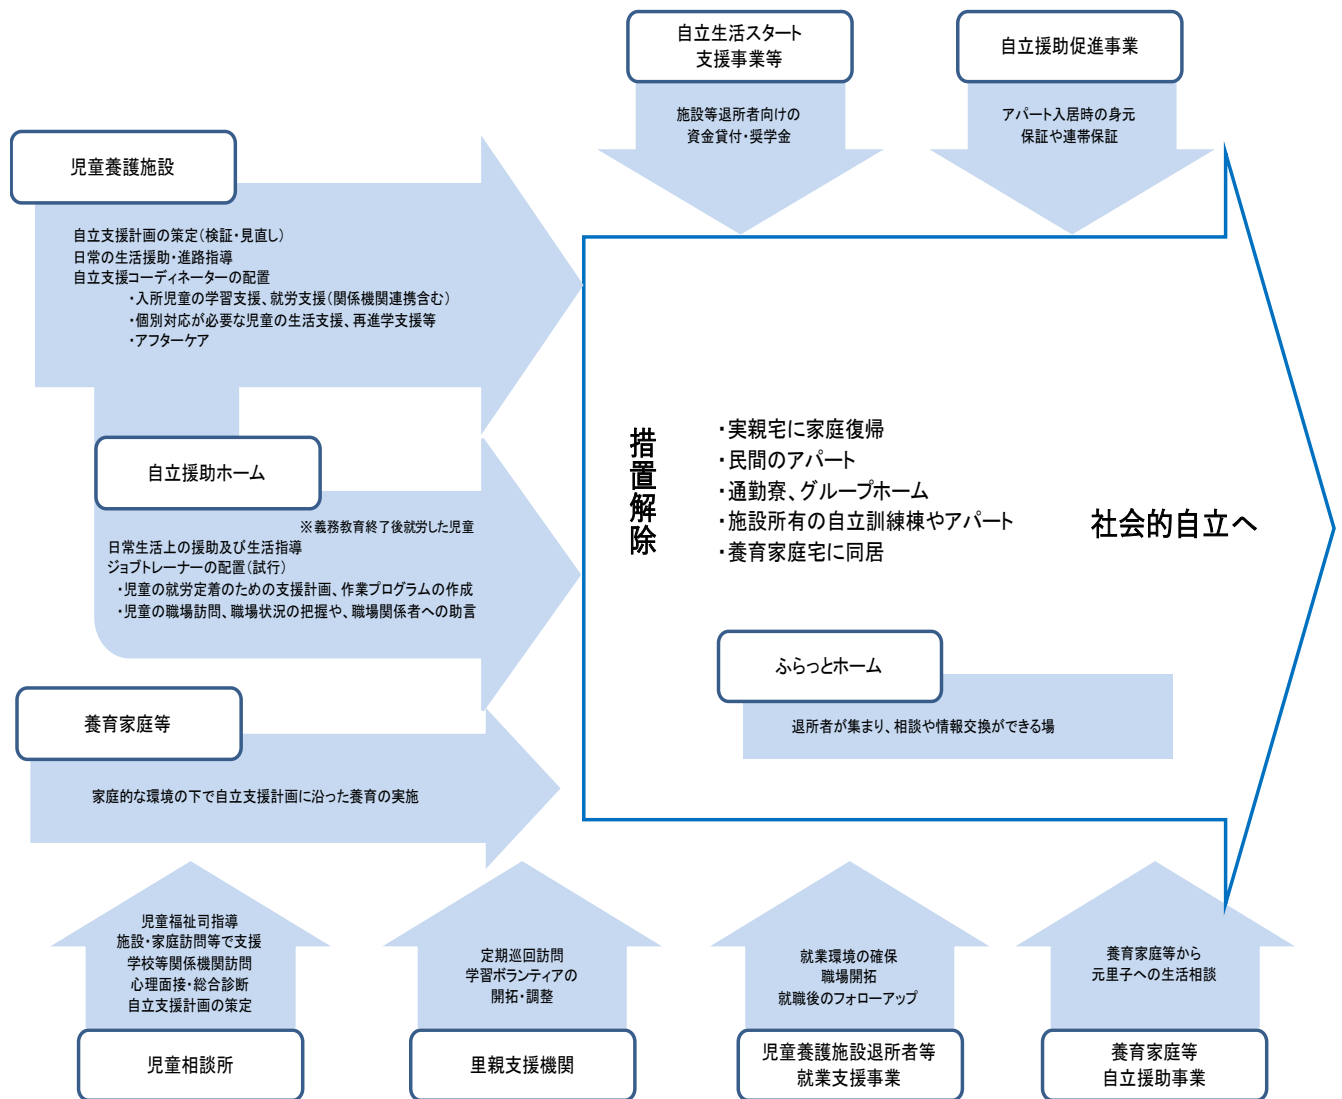 自立生活スタート
支援事業等
施設等退所者向けの
資金貸付・奨学金
自立援助促進事業
アパート入居時の身元
保証や連帯保証
児童養護施設
自立支援計画の策定(検証・見直し)
日常の生活援助・進路指導
自立支援コーディネーターの配置
・入所児童の学習支援、就労支援(関係機関連携含む)
・個別対応が必要な児童の生活支援、再進学支援等
・アフターケア
自立援助ホーム
※義務教育終了後就労した児童
日常生活上の援助及び生活指導
ジョブトレーナーの配置(試行)
・児童の就労定着のための支援計画、作業プログラムの作成
・児童の職場訪問、職場状況の把握や、職場関係者への助言
養育家庭等
家庭的な環境の下で自立支援計画に沿った養育の実施
措置解除
・実親宅に家庭復帰
・民間のアパート
・通勤寮、グループホーム
・施設所有の自立訓練棟やアパート
・養育家庭宅に同居
社会的自立へ
ふらっとホーム
退所者が集まり、相談や情報交換ができる場
児童福祉司指導
施設・家庭訪問等で支援
学校等関係機関訪問
心理面接・総合診断
自立支援計画の策定
児童相談所
定期巡回訪問
学習ボランティアの
開拓・調整
里親支援機関
就業環境の確保
職場開拓
就職後のフォローアップ
児童養護施設退所者等
就業支援事業
養育家庭等から
元里子への生活相談
養育家庭等
自立援助事業